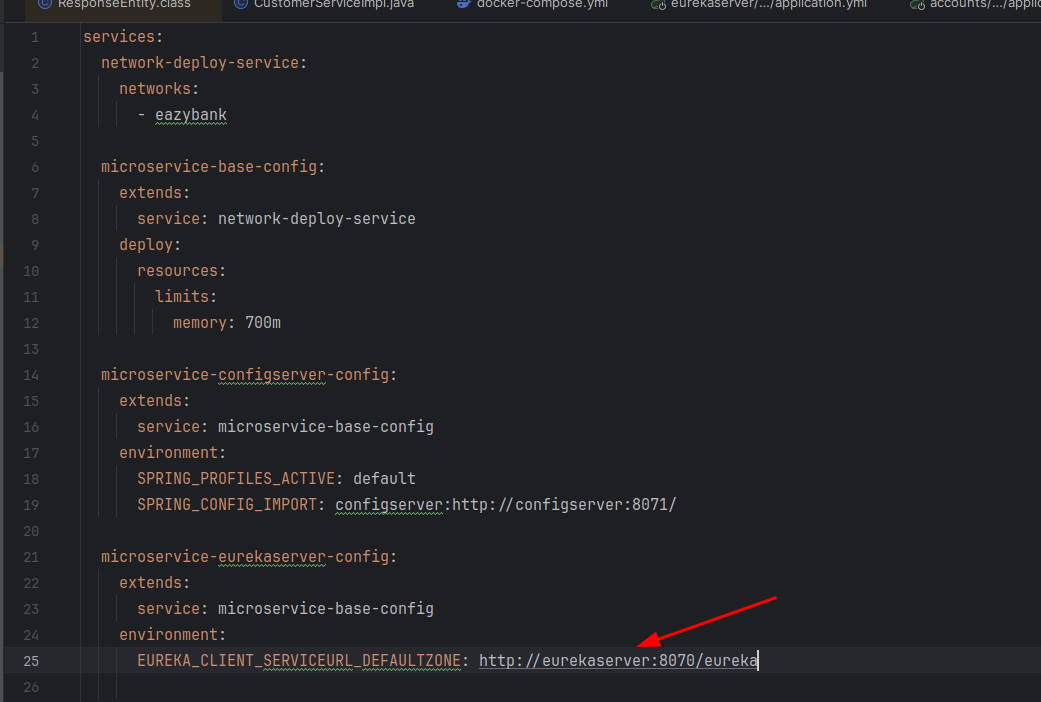 ResponseEntity.class CustomerServiceImpl.java docker-compose.yml eurekaserver/.../application.yml accounts/.../applic
1 services:
2   network-deploy-service:
3     networks:
4       - eazybank
5
6   microservice-base-config:
7     extends:
8       service: network-deploy-service
9     deploy:
10       resources:
11         limits:
12           memory: 700m
13
14   microservice-configserver-config:
15     extends:
16       service: microservice-base-config
17     environment:
18       SPRING_PROFILES_ACTIVE: default
19       SPRING_CONFIG_IMPORT: configserver:http://configserver:8071/
20
21   microservice-eurekaserver-config:
22     extends:
23       service: microservice-base-config
24     environment:
25       EUREKA_CLIENT_SERVICEURL_DEFAULTZONE: http://eurekaserver:8070/eureka
26